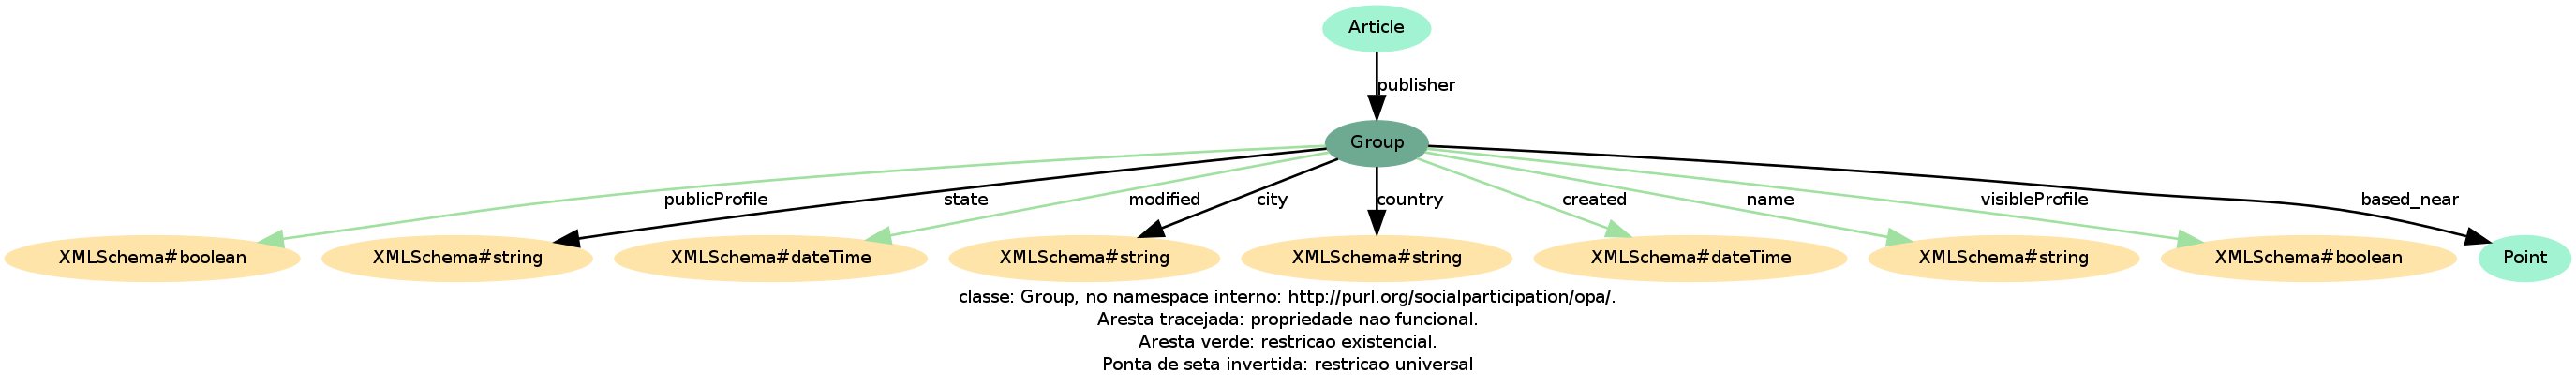 Article
publisher
Group
publicProfile
state
modified
city
country
created
name
visibleProfile
based_near
XMLSchema#boolean
XMLSchema#string
XMLSchema#dateTime
XMLSchema#string
XMLSchema#string
XMLSchema#dateTime
XMLSchema#string
XMLSchema#boolean
Point
classe: Group, no namespace interno: http://purl.org/socialparticipation/opa/.
Aresta tracejada: propriedade nao funcional.
Aresta verde: restricao existencial.
Ponta de seta invertida: restricao universal